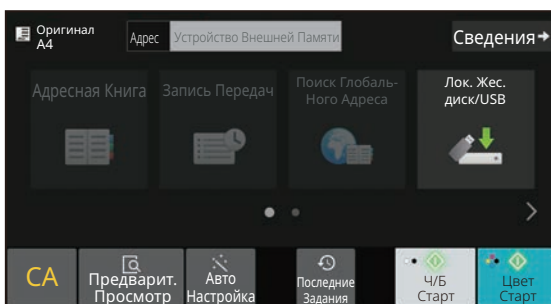 Оригинал
A4
Адрес
Устройство Внешней Памяти
Сведения
Адресная Книга
Запись Передач
Поиск Глобаль-
Ного Адреса
Лок. Жес.
диск/USB
CA
Предварит.
Просмотр
Авто
Настройка
Последние
Задания
Ч/Б
Старт
Цвет
Старт